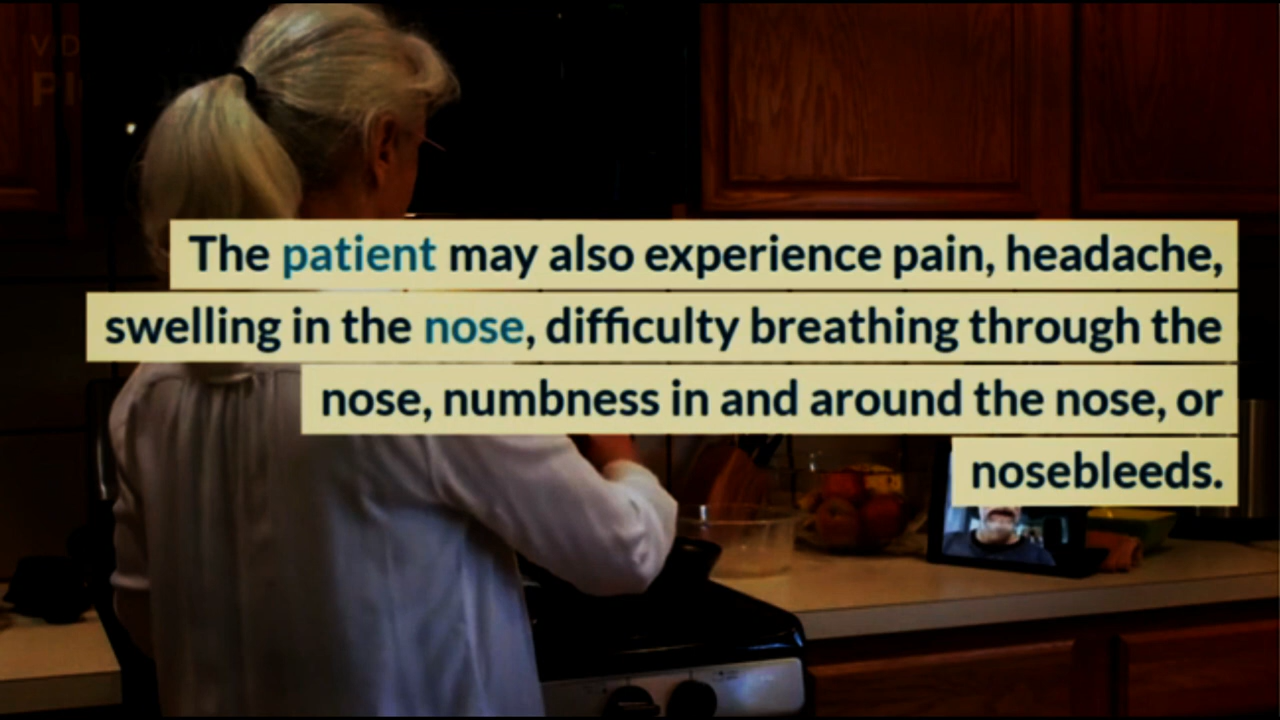 The patient may also experience pain, headache,
swelling in the nose, difficulty breathing through the
nose, numbness in and around the nose, or
nosebleeds.